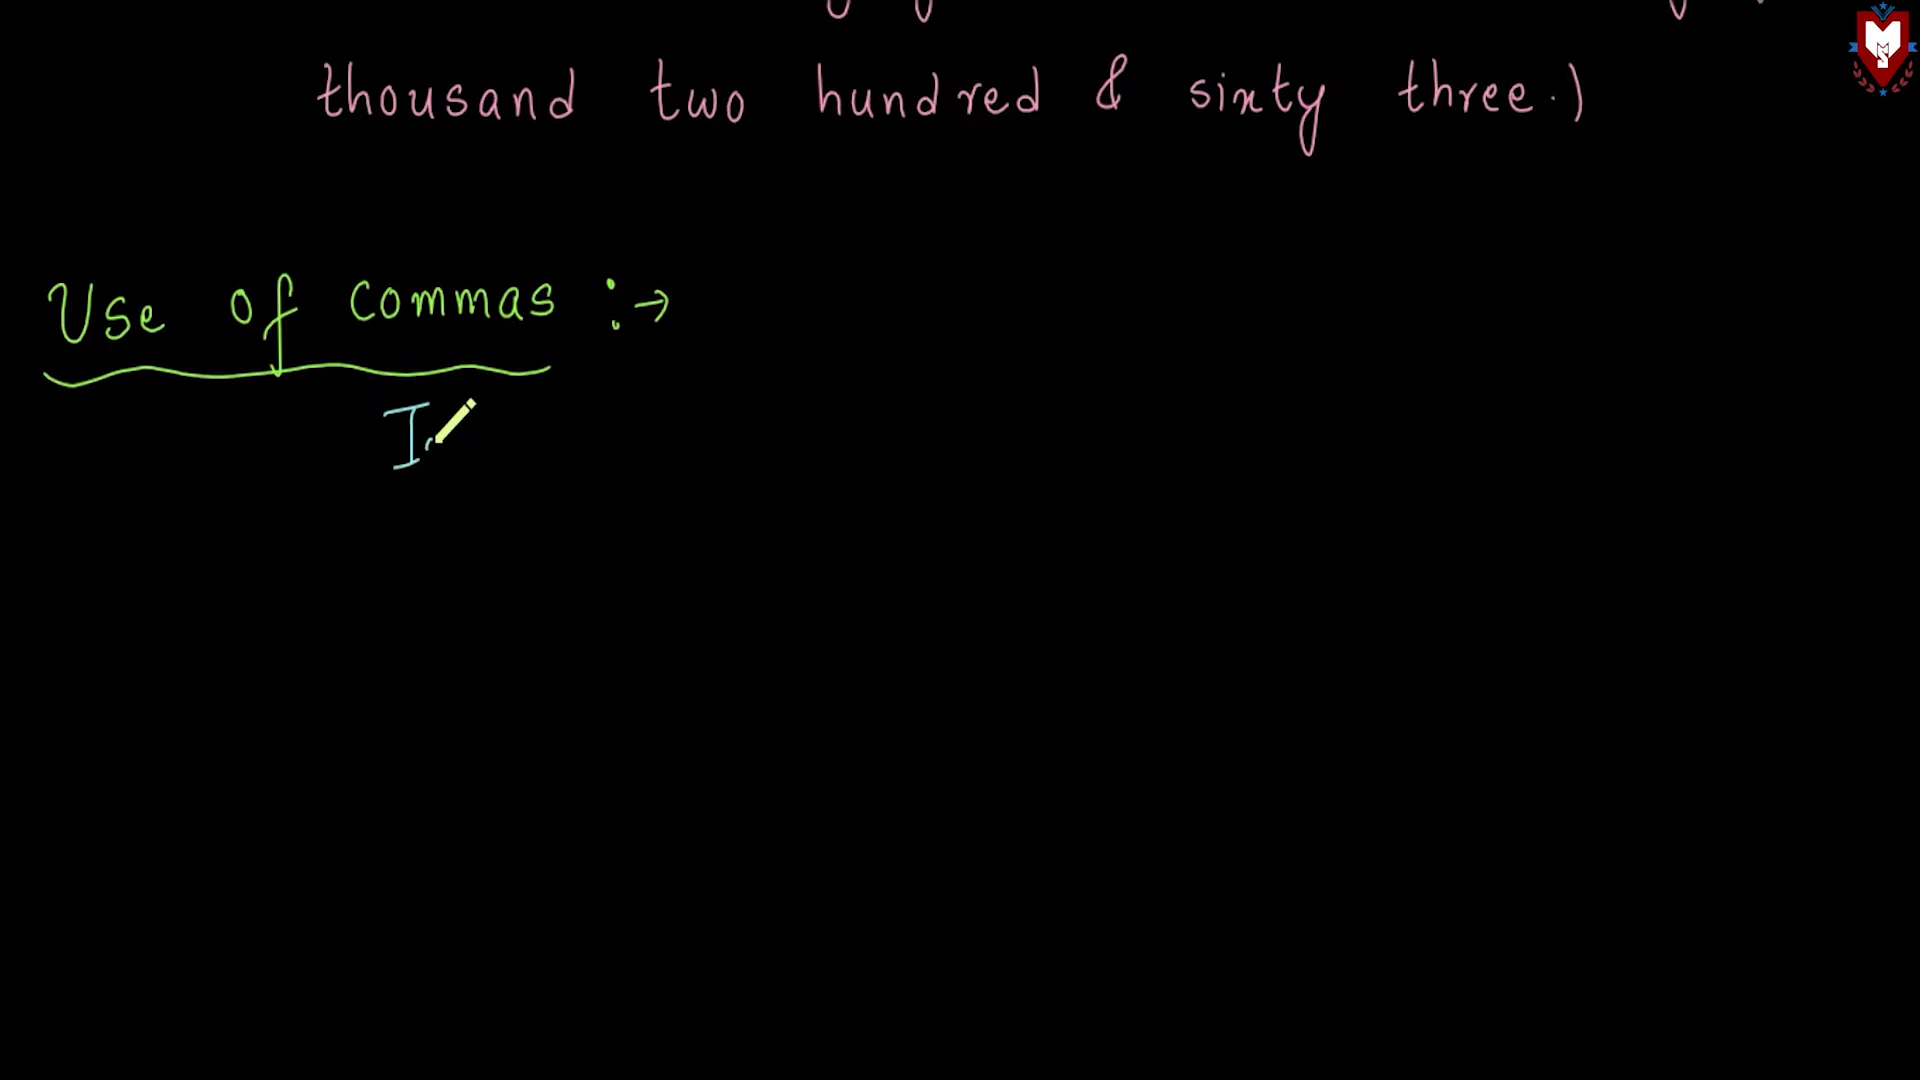 thousand two hundred & sixty three.)
Use of commas :→
I